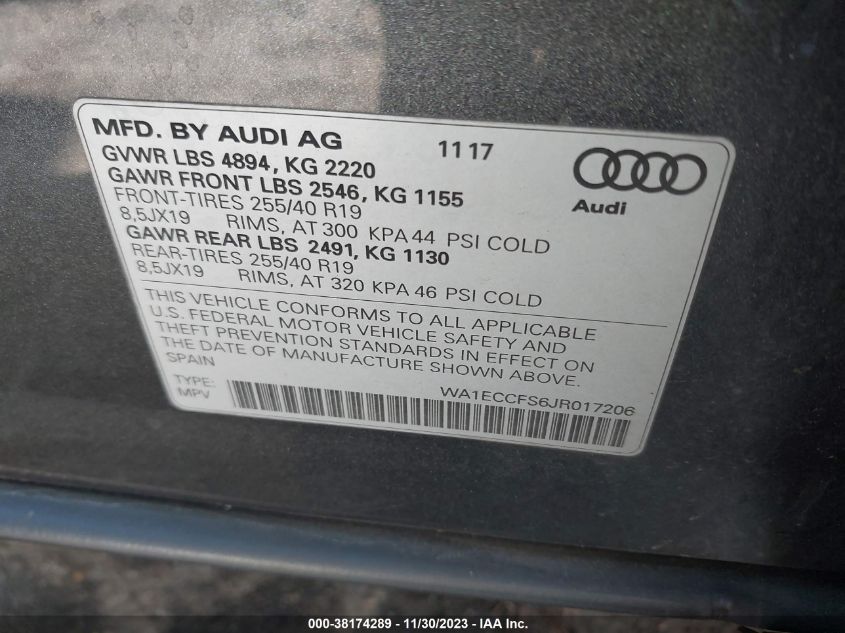 MFD. BY AUDI AG 11 17
GVWR LBS 4894, KG 2220
GAWR FRONT LBS 2546, KG 1155
FRONT-TIRES 255/40 R19
8,5JX19 RIMS, AT 300 KPA 44 PSI COLD
GAWR REAR LBS 2491, KG 1130
REAR-TIRES 255/40 R19
8,5JX19 RIMS, AT 320 KPA 46 PSI COLD
Audi
THIS VEHICLE CONFORMS TO ALL APPLICABLE
U.S. FEDERAL MOTOR VEHICLE SAFETY AND
THEFT PREVENTION STANDARDS IN EFFECT ON
THE DATE OF MANUFACTURE SHOWN ABOVE.
SPAIN
TYPE:
MPV
WA1ECCFS6JR017206
000-38174289 - 11/30/2023 - IAA Inc.